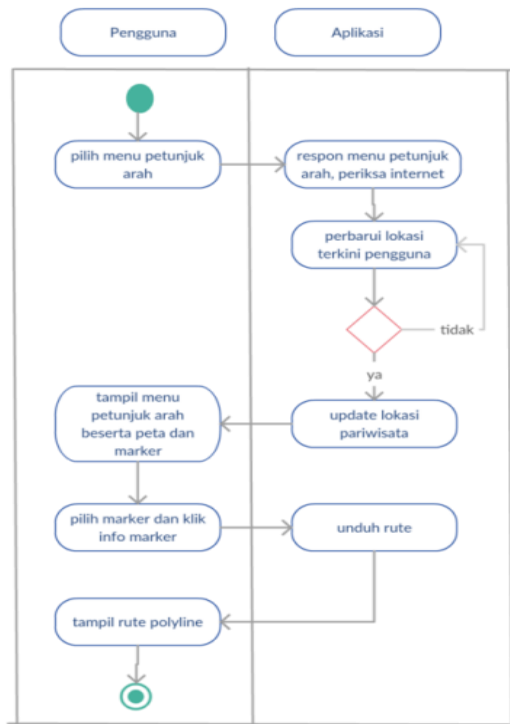 Pengguna
Aplikasi
pilih menu petunjuk
arah
respon menu petunjuk
arah, periksa internet
perbarui lokasi
terkini pengguna
tidak
ya
tampil menu
petunjuk arah
beserta peta dan
marker
update lokasi
pariwisata
pilih marker dan klik
info marker
unduh rute
tampil rute polyline